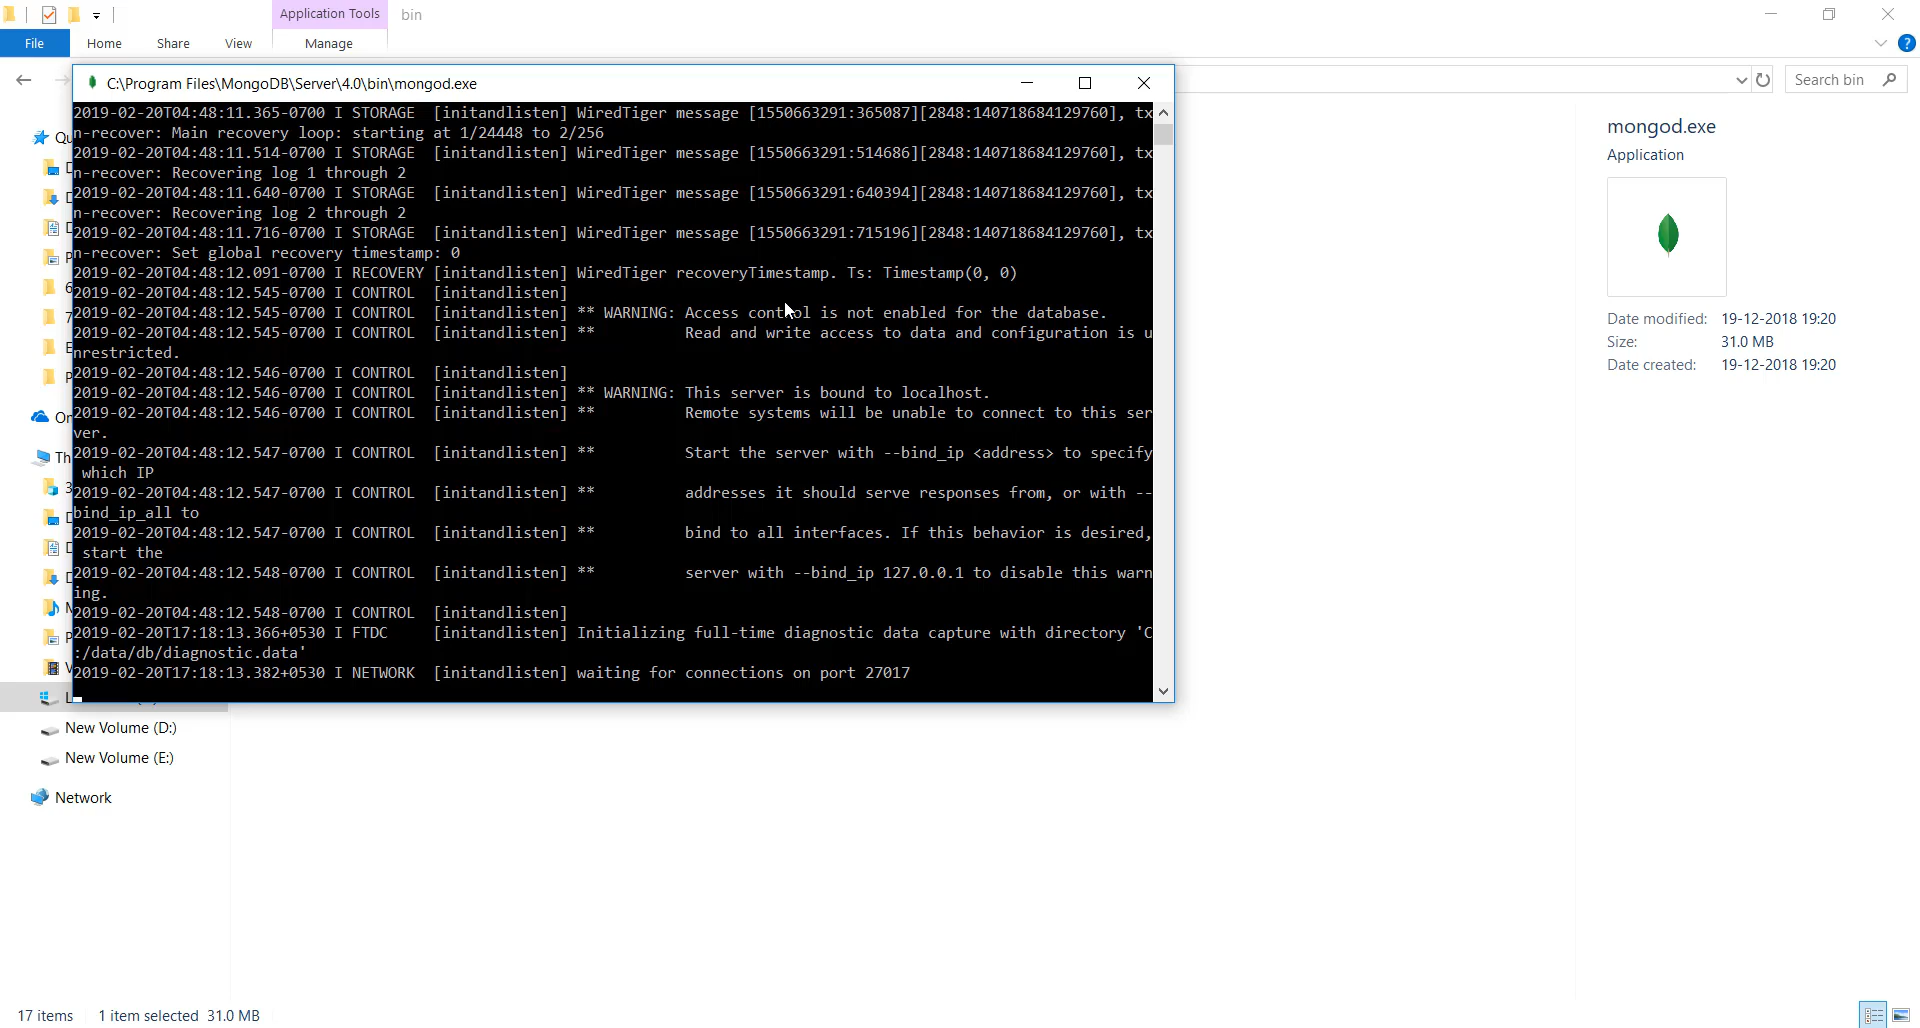 Application Tools bin
File Home Share View Manage
C:\Program Files\MongoDB\Server\4.0\bin\mongod.exe
Search bin
2019-02-20T04:48:11.365-0700 I STORAGE  [initandlisten] WiredTiger message [1550663291:365087][2848:140718684129760], tx
n-recover: Main recovery loop: starting at 1/24448 to 2/256
2019-02-20T04:48:11.514-0700 I STORAGE  [initandlisten] WiredTiger message [1550663291:514686][2848:140718684129760], tx
n-recover: Recovering log 1 through 2
2019-02-20T04:48:11.640-0700 I STORAGE  [initandlisten] WiredTiger message [1550663291:640394][2848:140718684129760], tx
n-recover: Recovering log 2 through 2
2019-02-20T04:48:11.716-0700 I STORAGE  [initandlisten] WiredTiger message [1550663291:715196][2848:140718684129760], tx
n-recover: Set global recovery timestamp: 0
2019-02-20T04:48:12.091-0700 I RECOVERY [initandlisten] WiredTiger recoveryTimestamp. Ts: Timestamp(0, 0)
2019-02-20T04:48:12.545-0700 I CONTROL  [initandlisten]
2019-02-20T04:48:12.545-0700 I CONTROL  [initandlisten] ** WARNING: Access control is not enabled for the database.
2019-02-20T04:48:12.545-0700 I CONTROL  [initandlisten] **          Read and write access to data and configuration is u
nrestricted.
2019-02-20T04:48:12.546-0700 I CONTROL  [initandlisten]
2019-02-20T04:48:12.546-0700 I CONTROL  [initandlisten] ** WARNING: This server is bound to localhost.
2019-02-20T04:48:12.546-0700 I CONTROL  [initandlisten] **          Remote systems will be unable to connect to this ser
ver.
2019-02-20T04:48:12.547-0700 I CONTROL  [initandlisten] **          Start the server with --bind_ip <address> to specify
 which IP
2019-02-20T04:48:12.547-0700 I CONTROL  [initandlisten] **          addresses it should serve responses from, or with --
bind_ip_all to
2019-02-20T04:48:12.547-0700 I CONTROL  [initandlisten] **          bind to all interfaces. If this behavior is desired,
 start the
2019-02-20T04:48:12.548-0700 I CONTROL  [initandlisten] **          server with --bind_ip 127.0.0.1 to disable this warn
ing.
2019-02-20T04:48:12.548-0700 I CONTROL  [initandlisten]
2019-02-20T17:18:13.366+0530 I FTDC     [initandlisten] Initializing full-time diagnostic data capture with directory 'C
:/data/db/diagnostic.data'
2019-02-20T17:18:13.382+0530 I NETWORK  [initandlisten] waiting for connections on port 27017
New Volume (D:)
New Volume (E:)
Network
mongod.exe
Application
Date modified: 19-12-2018 19:20
Size: 31.0 MB
Date created: 19-12-2018 19:20
17 items 1 item selected 31.0 MB